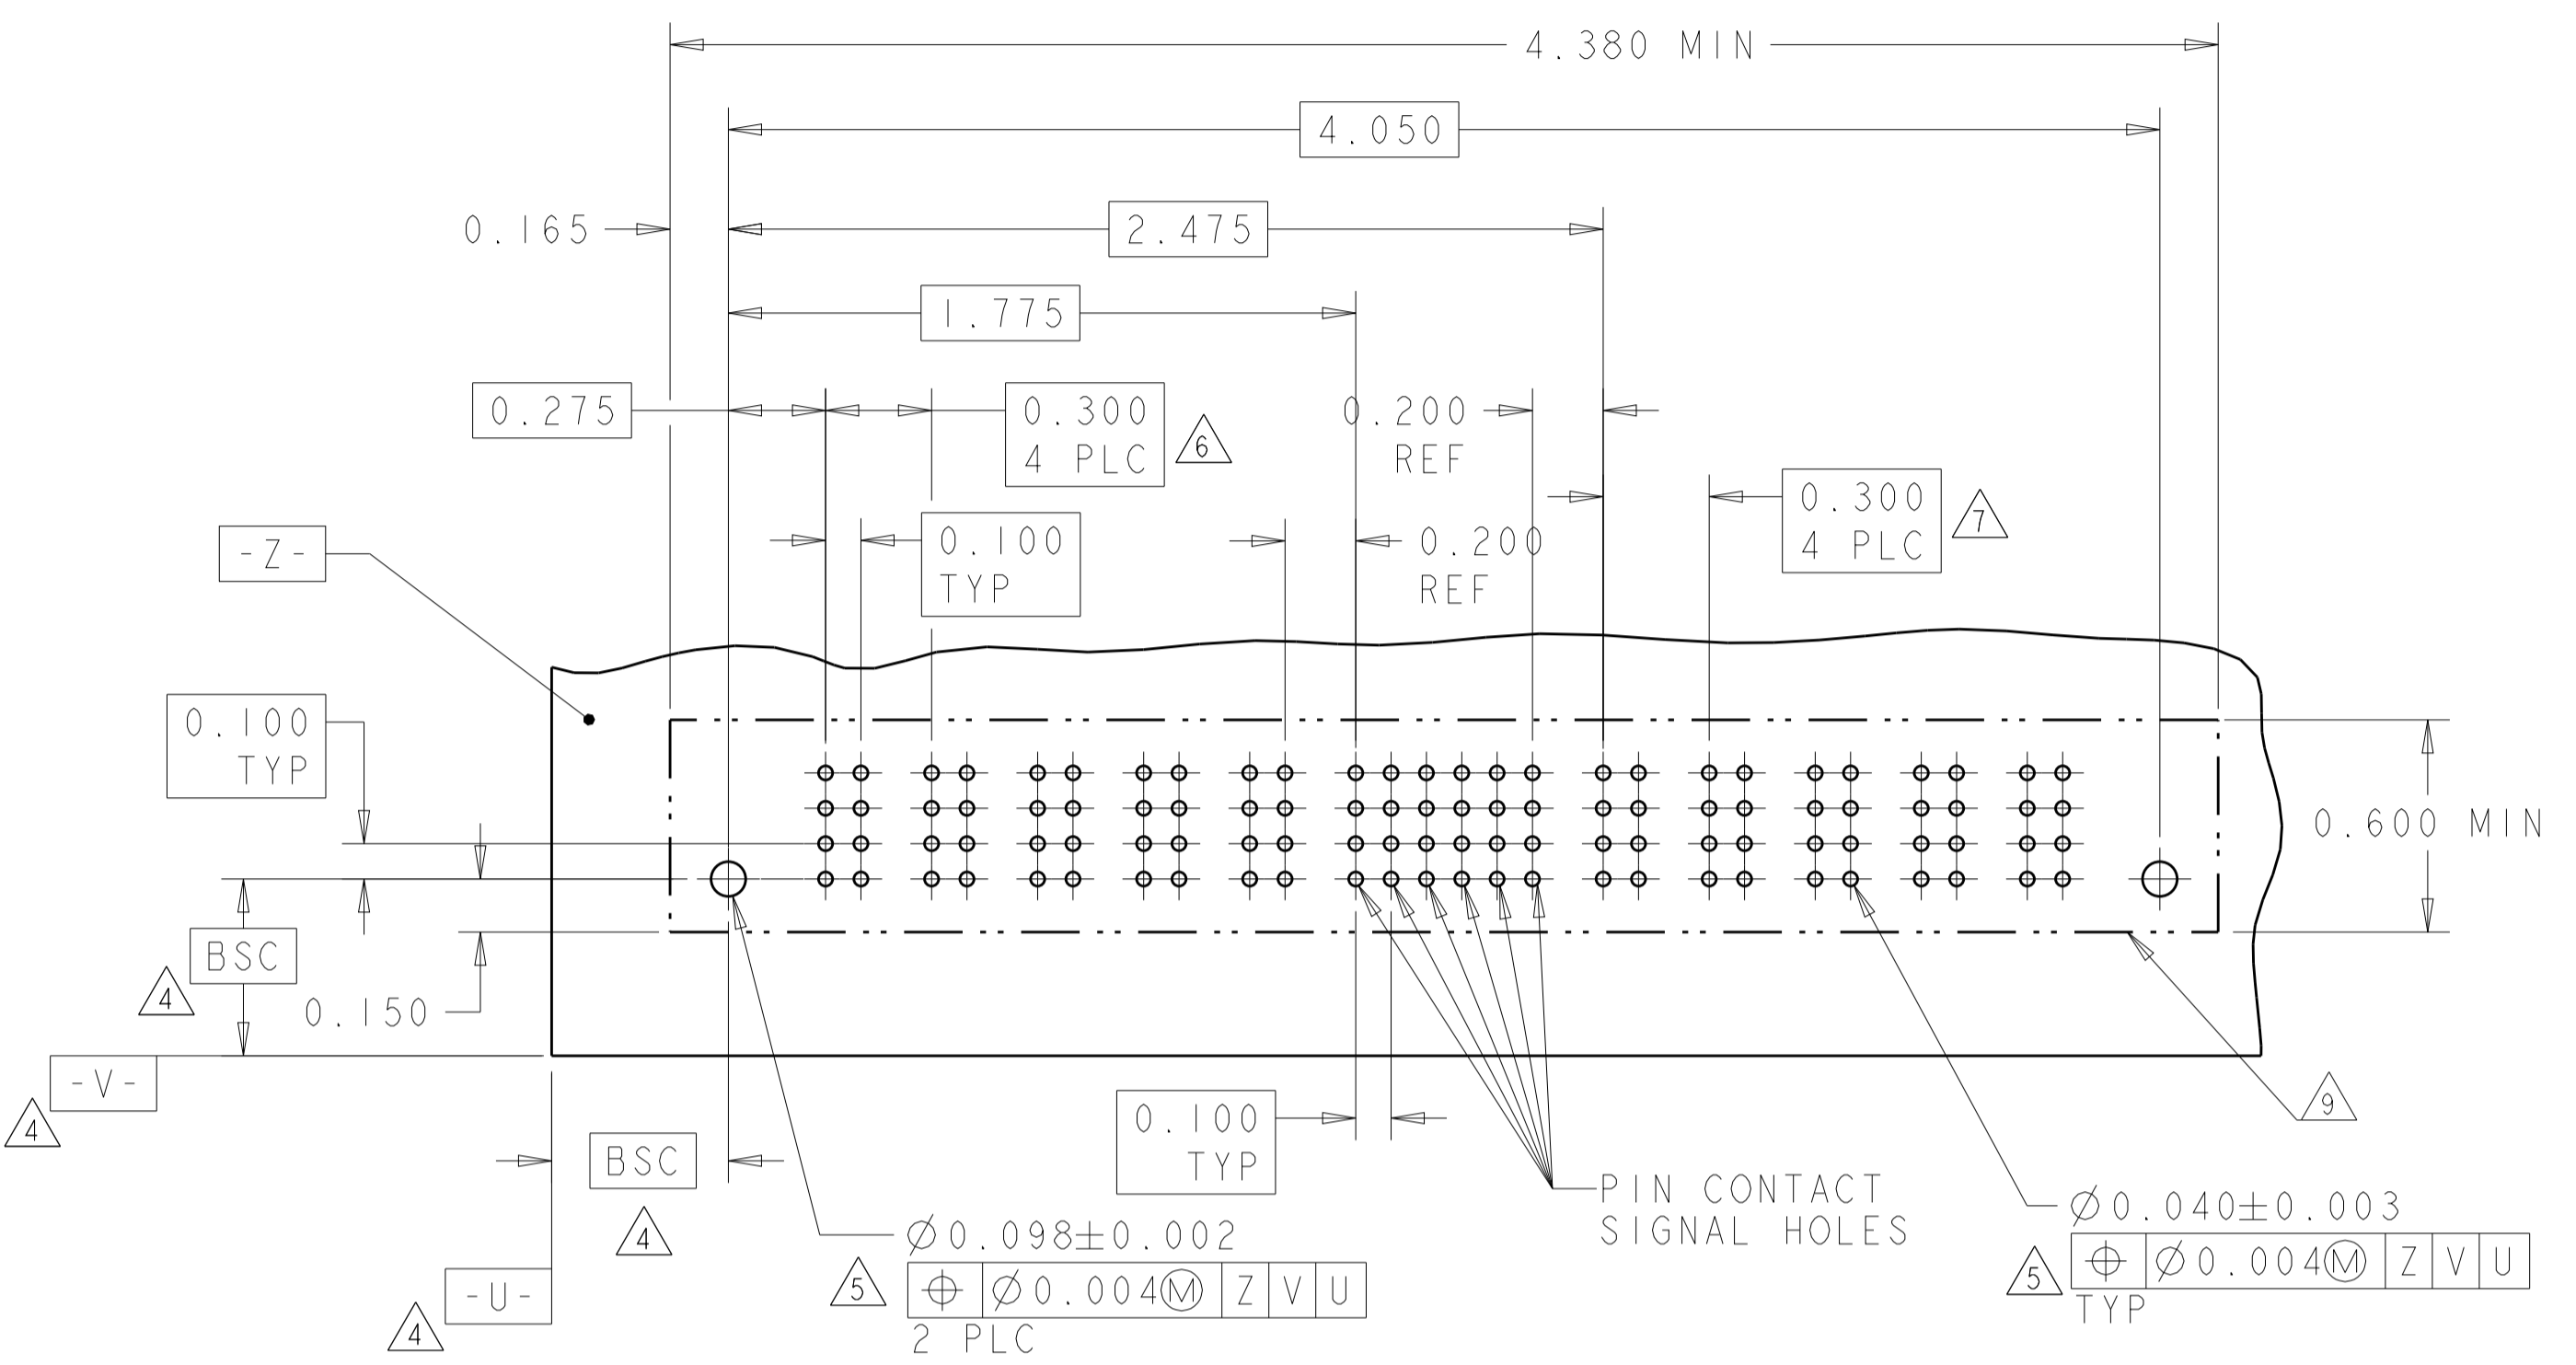 4.380 MIN
4.050
0.165
2.475
1.775
0.275
0.300
4 PLC
6
0.200
REF
0.300
4 PLC
7
-Z-
0.100
TYP
0.200
REF
0.100
TYP
0.600 MIN
BSC
4
0.150
-V-
4
0.100
TYP
9
BSC
4
PIN CONTACT
SIGNAL HOLES
-U-
4
Ø0.098±0.002
5
⌖ Ø0.004Ⓜ Z V U
2 PLC
Ø0.040±0.003
5
⌖ Ø0.004Ⓜ Z V U
TYP